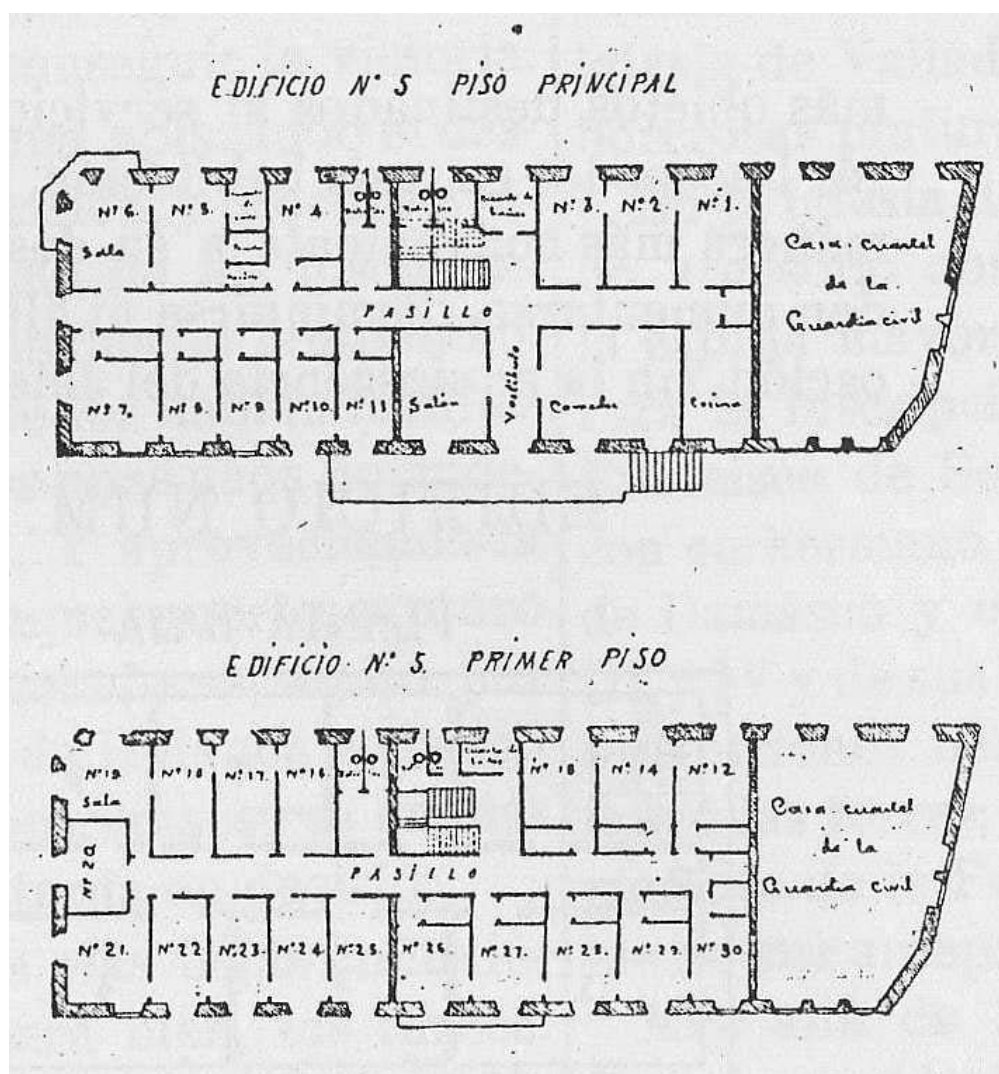 EDIFICIO Nº 5 PISO PRINCIPAL
Nº 6.
Sala
Nº 5.
Nº 4.
Cuarto de
Nº 3.
Nº 2.
Nº 1.
Casa-Cuartel
de la
Guardia civil
PASILLO
Nº 7.
Nº 8.
Nº 9
Nº 10.
Nº 11
Salón
Vestíbulo
Comedor
Cocina
EDIFICIO Nº 5. PRIMER PISO
Nº 19.
Sala
Nº 18
Nº 17.
Nº 16.
Cuarto de
Nº 14
Nº 12
Casa cuartel
de la
Guardia civil
Nº 20
PASILLO
Nº 21.
Nº 22
Nº 23.
Nº 24
Nº 25.
Nº 26.
Nº 27.
Nº 28.
Nº 29.
Nº 30